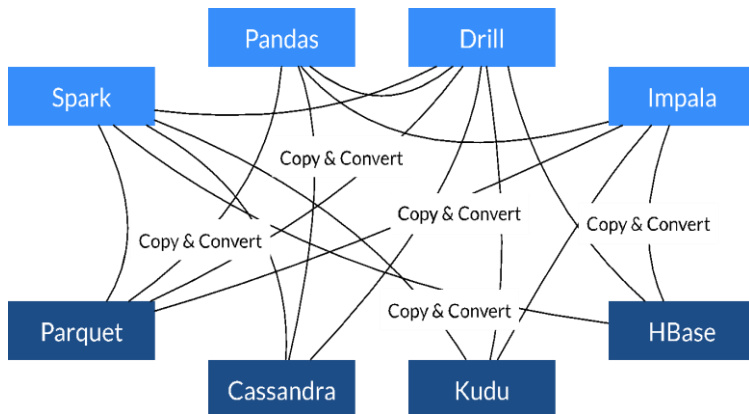 Pandas
Drill
Spark
Impala
Copy & Convert
Copy & Convert
Copy & Convert
Copy & Convert
Copy & Convert
Parquet
HBase
Cassandra
Kudu